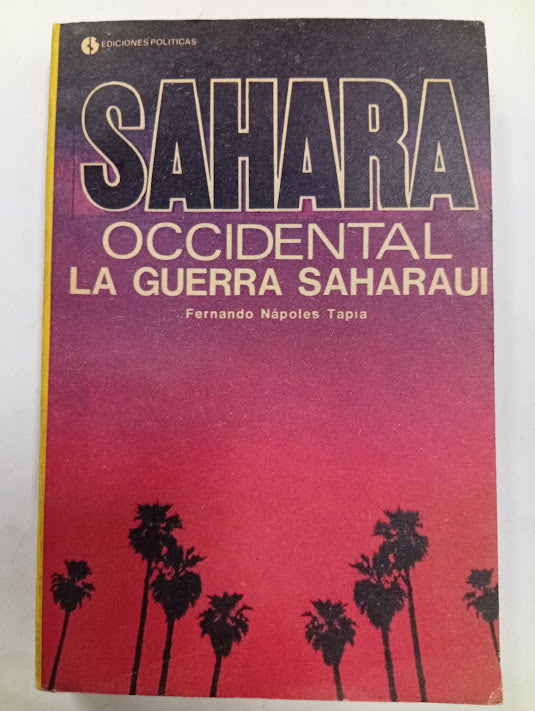 EDICIONES POLITICAS
SAHARA
OCCIDENTAL
LA GUERRA SAHARAUI
Fernando Nápoles Tapia